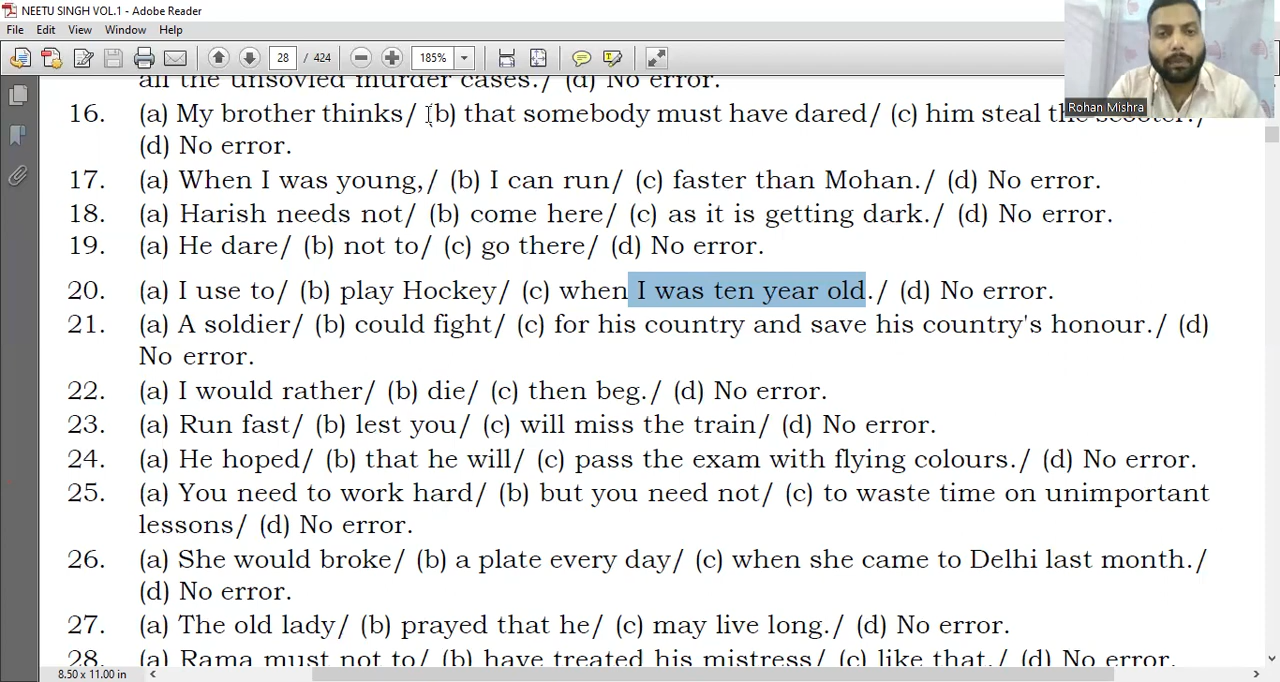 NEETU SINGH VOL.1 - Adobe Reader
File Edit View Window Help
28 / 424 185%
all the unsovled murder cases./ (d) No error.
16. (a) My brother thinks/ (b) that somebody must have dared/ (c) him steal the scooter./
(d) No error.
17. (a) When I was young,/ (b) I can run/ (c) faster than Mohan./ (d) No error.
18. (a) Harish needs not/ (b) come here/ (c) as it is getting dark./ (d) No error.
19. (a) He dare/ (b) not to/ (c) go there/ (d) No error.
20. (a) I use to/ (b) play Hockey/ (c) when I was ten year old./ (d) No error.
21. (a) A soldier/ (b) could fight/ (c) for his country and save his country's honour./ (d)
No error.
22. (a) I would rather/ (b) die/ (c) then beg./ (d) No error.
23. (a) Run fast/ (b) lest you/ (c) will miss the train/ (d) No error.
24. (a) He hoped/ (b) that he will/ (c) pass the exam with flying colours./ (d) No error.
25. (a) You need to work hard/ (b) but you need not/ (c) to waste time on unimportant
lessons/ (d) No error.
26. (a) She would broke/ (b) a plate every day/ (c) when she came to Delhi last month./
(d) No error.
27. (a) The old lady/ (b) prayed that he/ (c) may live long./ (d) No error.
28. (a) Rama must not to/ (b) have treated his mistress/ (c) like that./ (d) No error.
8.50 x 11.00 in
Rohan Mishra